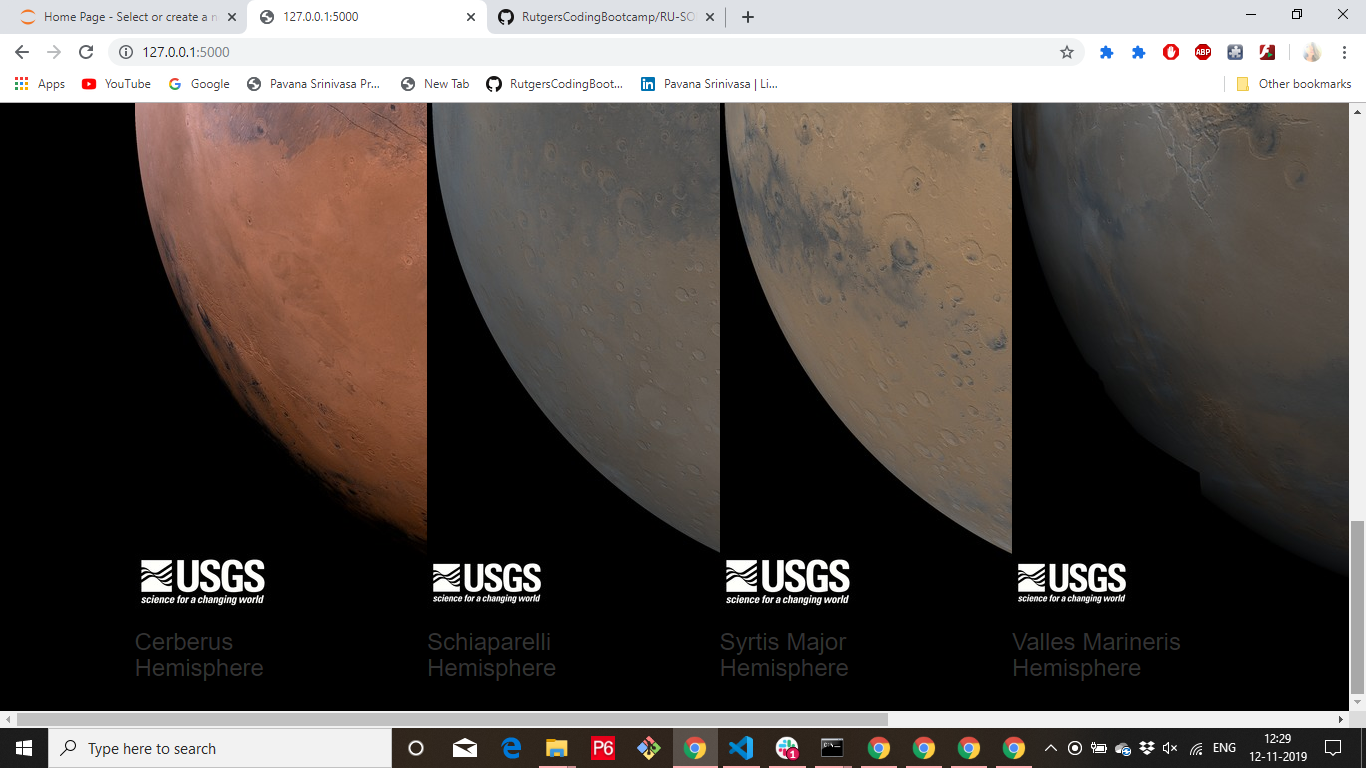 Home Page - Select or create a n
127.0.0.1:5000
RutgersCodingBootcamp/RU-SO
127.0.0.1:5000
ABP
Apps
YouTube
Google
Pavana Srinivasa Pr...
New Tab
RutgersCodingBoot...
Pavana Srinivasa | Li...
Other bookmarks
USGS
science for a changing world
USGS
science for a changing world
USGS
science for a changing world
USGS
science for a changing world
Cerberus
Hemisphere
Schiaparelli
Hemisphere
Syrtis Major
Hemisphere
Valles Marineris
Hemisphere
Type here to search
P6
1
ENG
12:29
12-11-2019